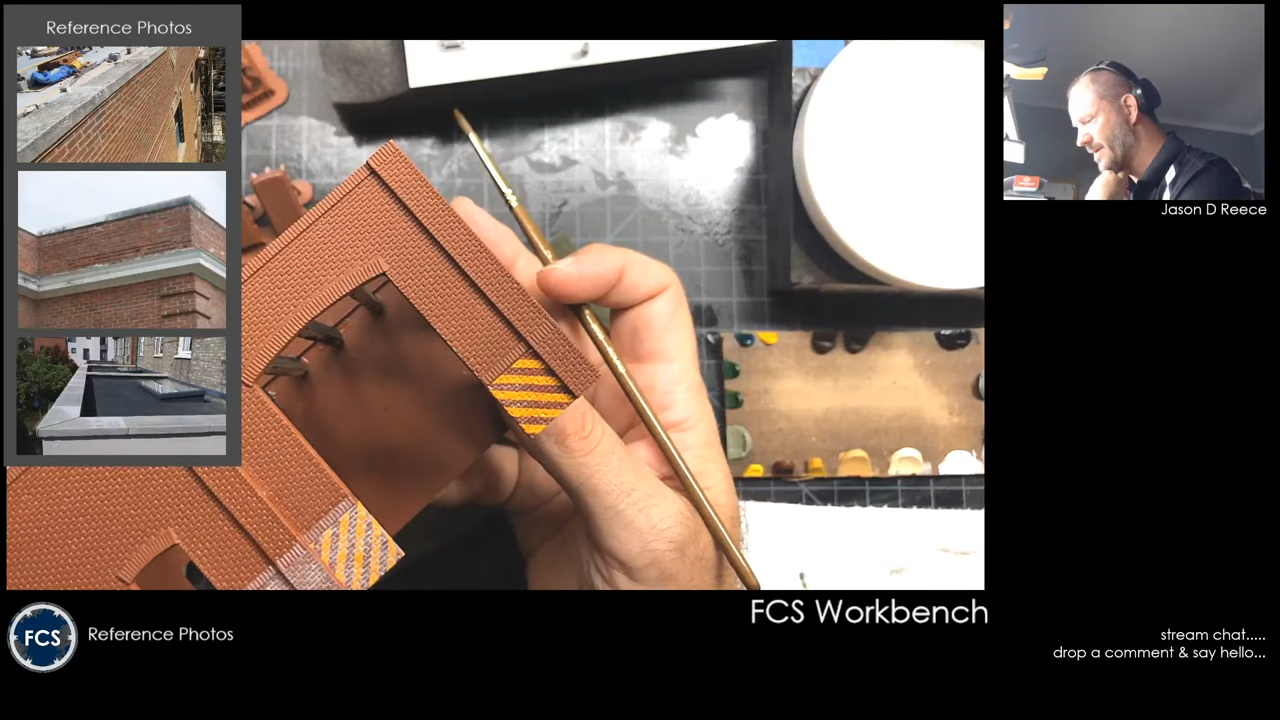 Reference Photos
Jason D Reece
FCS Workbench
FCS
Reference Photos
stream chat.....
drop a comment & say hello...